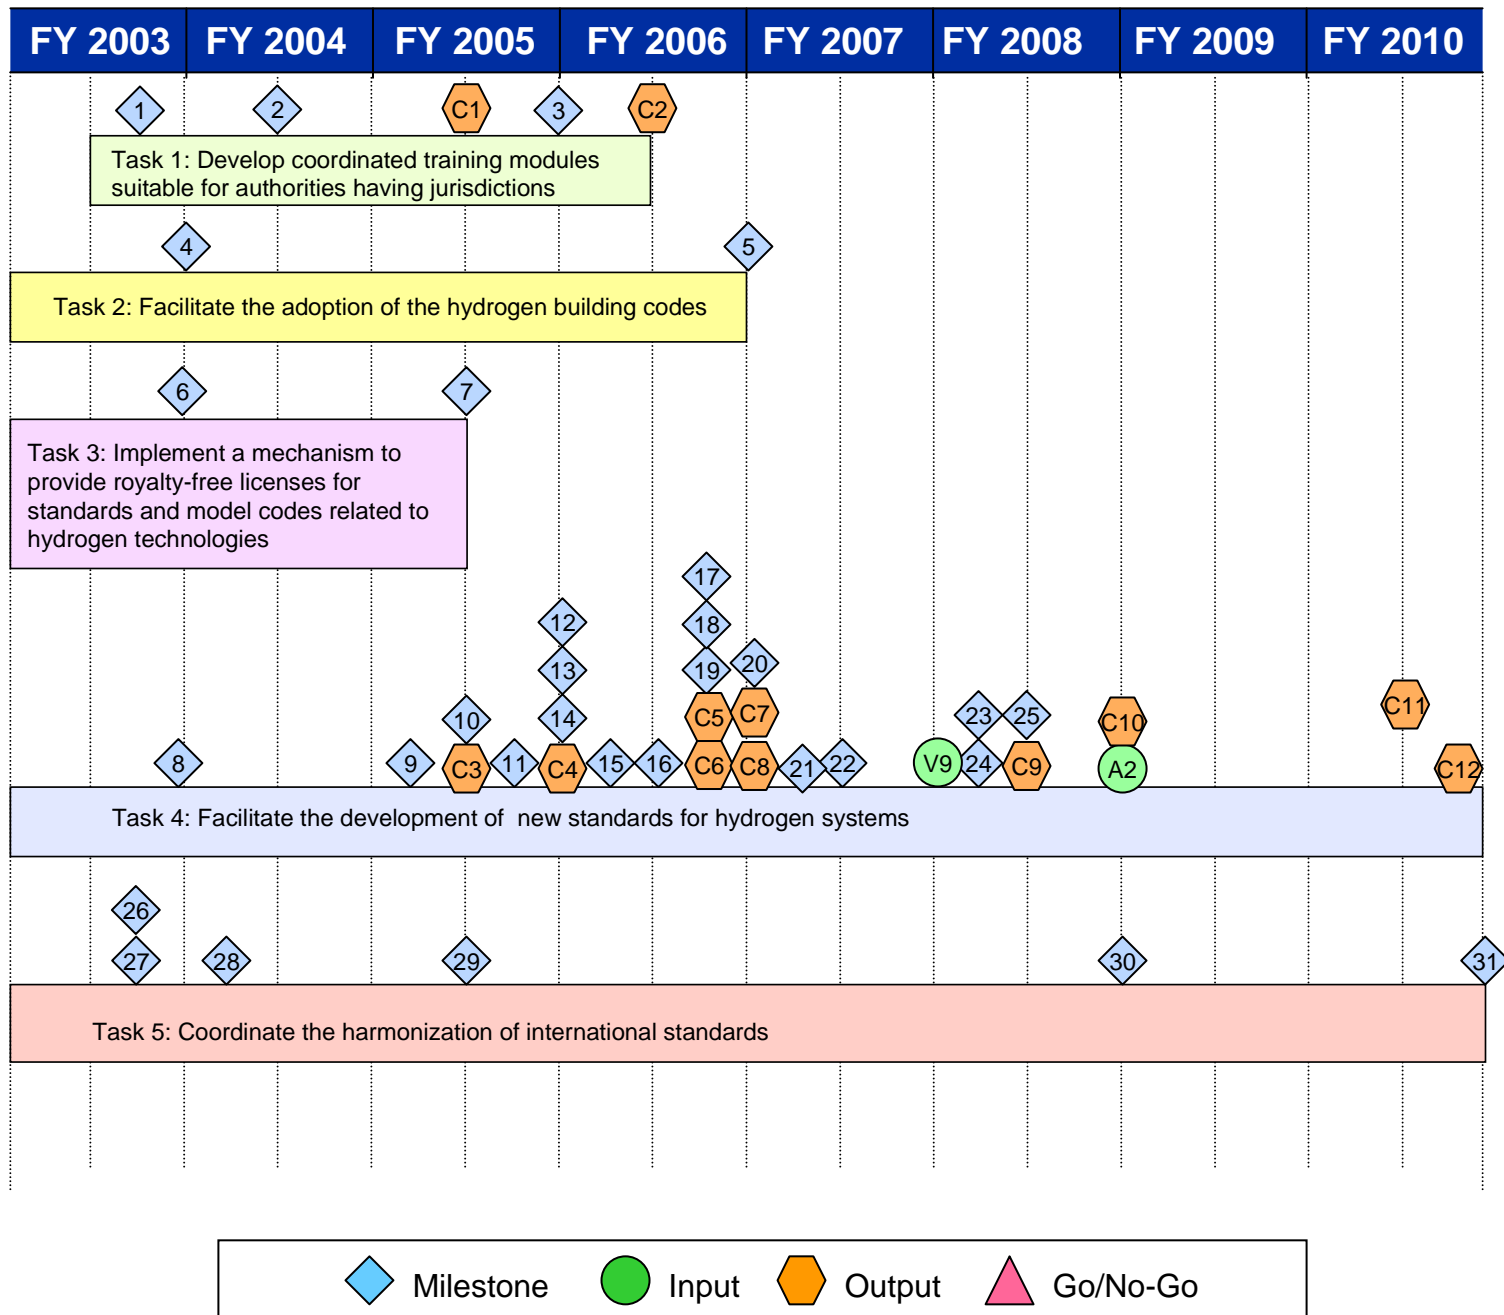 FY 2003 FY 2004 FY 2005 FY 2006 FY 2007 FY 2008 FY 2009 FY 2010
1 2 C1 3 C2
Task 1: Develop coordinated training modules
suitable for authorities having jurisdictions
4 5
Task 2: Facilitate the adoption of the hydrogen building codes
6 7
Task 3: Implement a mechanism to
provide royalty-free licenses for
standards and model codes related to
hydrogen technologies
17
12 18
13 19 20
10 14 C5 C7 23 25 C10 C11
8 9 C3 11 C4 15 16 C6 C8 21 22 V9 24 C9 A2 C12
Task 4: Facilitate the development of new standards for hydrogen systems
26
27 28 29 30 31
Task 5: Coordinate the harmonization of international standards
Milestone Input Output Go/No-Go